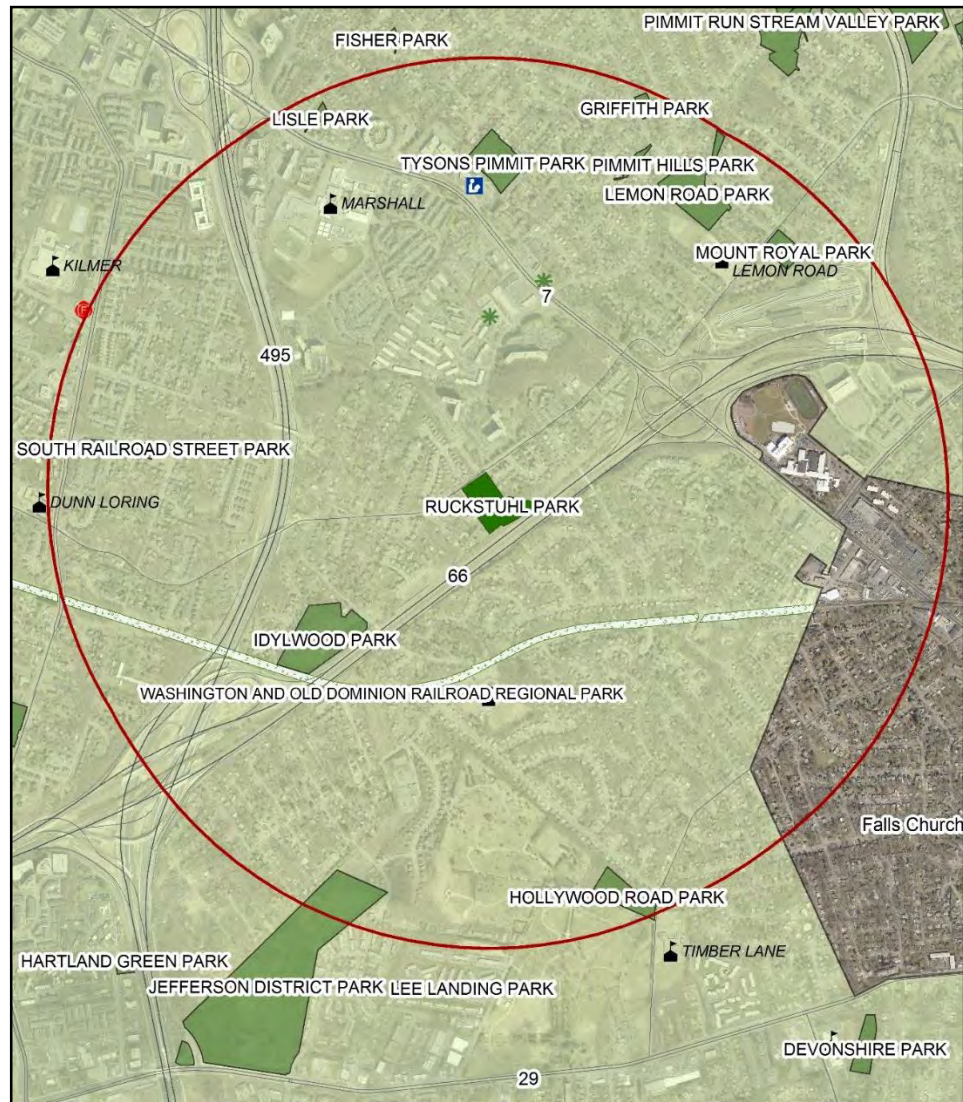 PIMMIT RUN STREAM VALLEY PARK
FISHER PARK
GRIFFITH PARK
LISLE PARK
TYSONS PIMMIT PARK
PIMMIT HILLS PARK
LEMON ROAD PARK
MARSHALL
MOUNT ROYAL PARK
LEMON ROAD
KILMER
7
495
SOUTH RAILROAD STREET PARK
DUNN LORING
RUCKSTUHL PARK
66
IDYLWOOD PARK
WASHINGTON AND OLD DOMINION RAILROAD REGIONAL PARK
Falls Church
HOLLYWOOD ROAD PARK
TIMBER LANE
HARTLAND GREEN PARK
JEFFERSON DISTRICT PARK
LEE LANDING PARK
DEVONSHIRE PARK
29